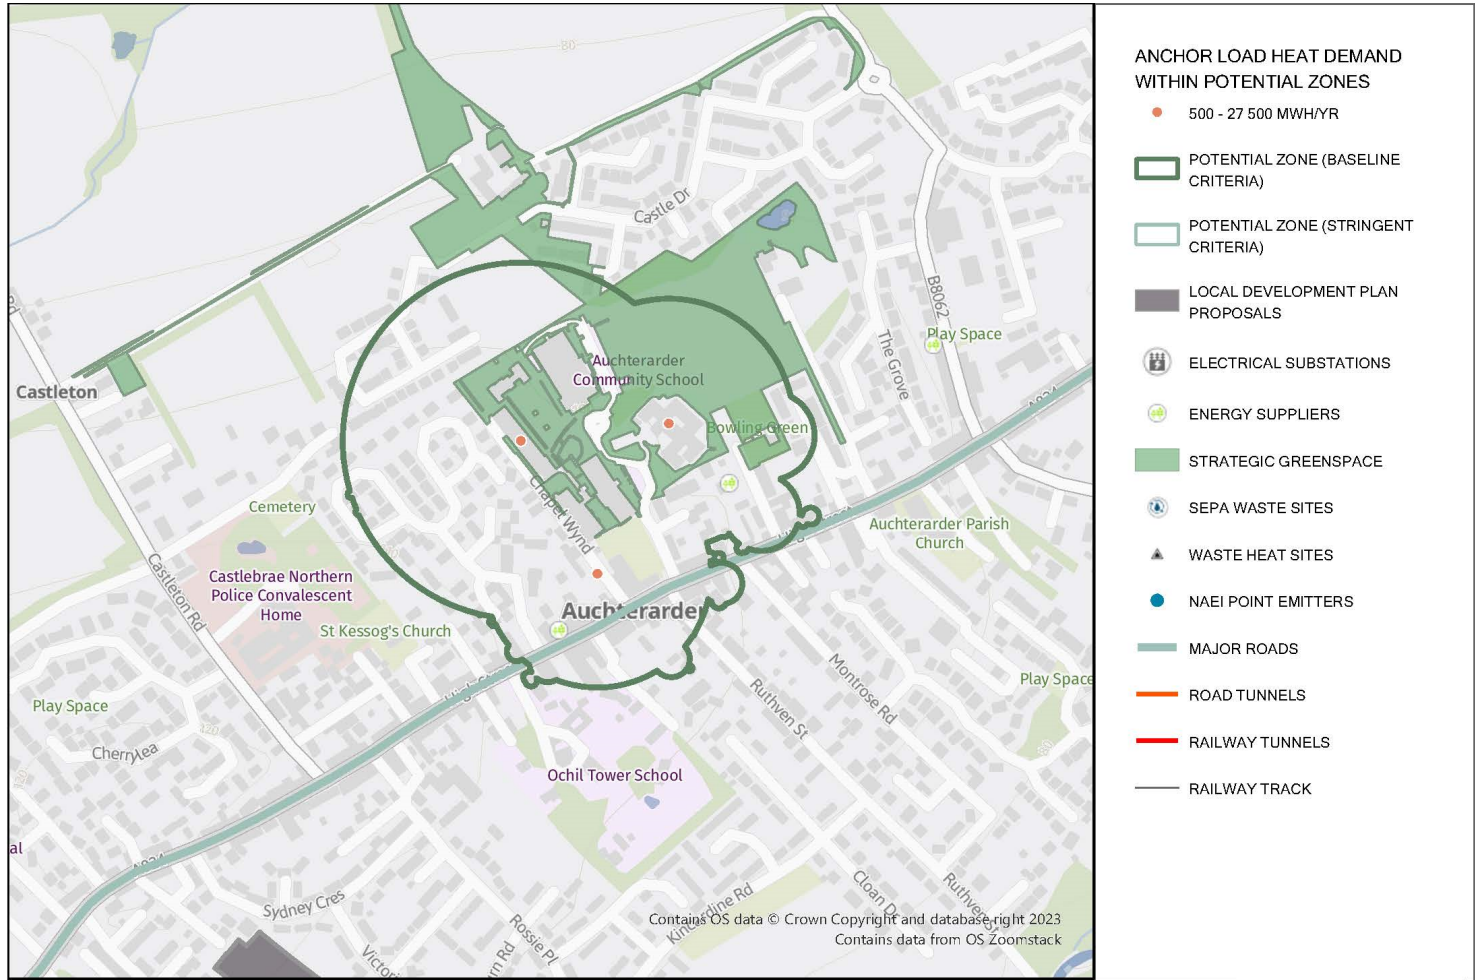 80
Castle Dr
B8062
Play Space
The Grove
Auchterarder
Community School
Castleton
Bowling Green
Cemetery
Chapel Wynd
Auchterarder Parish
Church
Castleton Rd
Castlebrae Northern
Police Convalescent
Home
Auchterarder
St Kessog's Church
Play Space
Montrose Rd
Play Space
Ruthven St
Cherrylea
Ochil Tower School
al
A824
Sydney Cres
Rossie Pl
Kincardine Rd
Cloan D
Ruthven St
Contains OS data © Crown Copyright and database right 2023
Contains data from OS Zoomstack
ANCHOR LOAD HEAT DEMAND
WITHIN POTENTIAL ZONES
500 - 27 500 MWH/YR
POTENTIAL ZONE (BASELINE
CRITERIA)
POTENTIAL ZONE (STRINGENT
CRITERIA)
LOCAL DEVELOPMENT PLAN
PROPOSALS
ELECTRICAL SUBSTATIONS
ENERGY SUPPLIERS
STRATEGIC GREENSPACE
SEPA WASTE SITES
WASTE HEAT SITES
NAEI POINT EMITTERS
MAJOR ROADS
ROAD TUNNELS
RAILWAY TUNNELS
RAILWAY TRACK